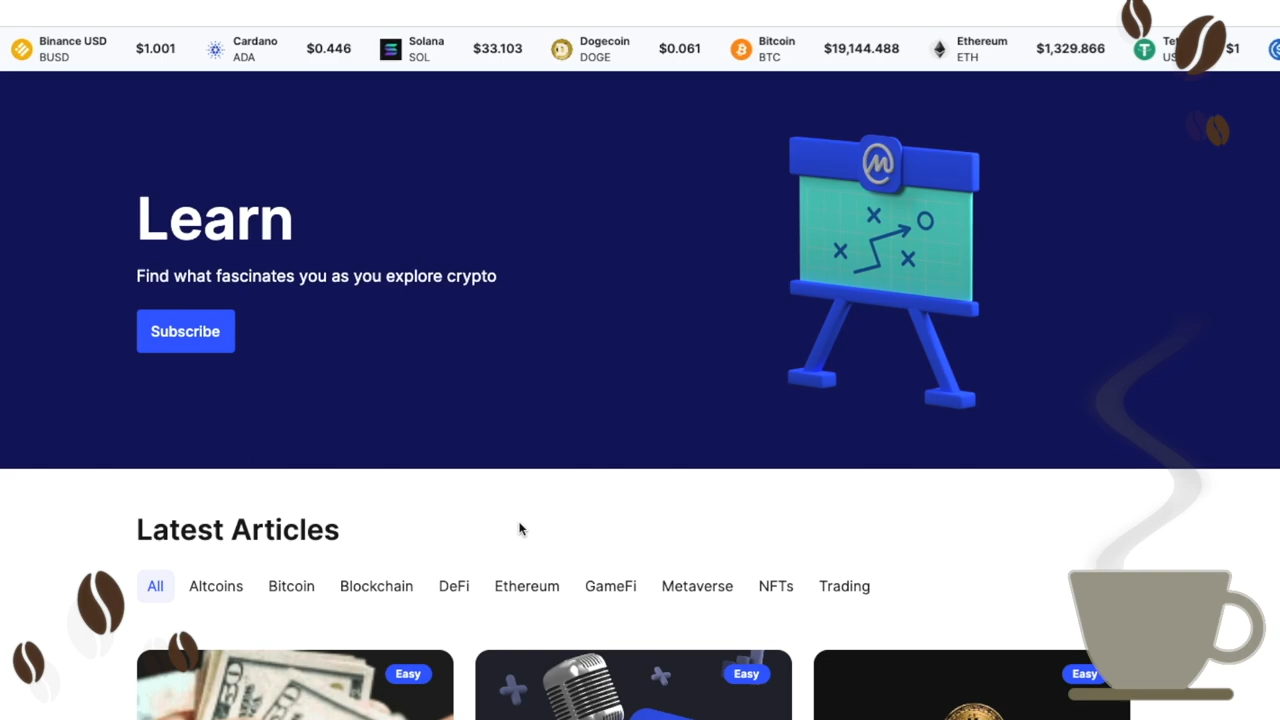 Binance USD
BUSD
$1.001
Cardano
ADA
$0.446
Solana
SOL
$33.103
Dogecoin
DOGE
$0.061
Bitcoin
BTC
$19,144.488
Ethereum
ETH
$1,329.866
$1
Learn
Find what fascinates you as you explore crypto
Subscribe
Latest Articles
All Altcoins Bitcoin Blockchain DeFi Ethereum GameFi Metaverse NFTs Trading
Easy
Easy
Easy